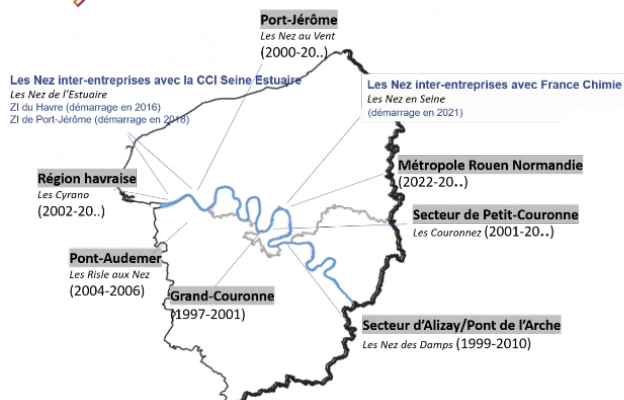 Port-Jérôme
Les Nez au Vent
(2000-20..)
Les Nez inter-entreprises avec la CCI Seine Estuaire
Les Nez de l'Estuaire
ZI du Havre (démarrage en 2016)
ZI de Port-Jérôme (démarrage en 2018)
Les Nez inter-entreprises avec France Chimie
Les Nez en Seine
(démarrage en 2021)
Région havraise
Les Cyrano
(2002-20..)
Métropole Rouen Normandie
(2022-20..)
Secteur de Petit-Couronne
Les Couronnez (2001-20..)
Pont-Audemer
Les Risle aux Nez
(2004-2006)
Grand-Couronne
(1997-2001)
Secteur d'Alizay/Pont de l'Arche
Les Nez des Damps (1999-2010)